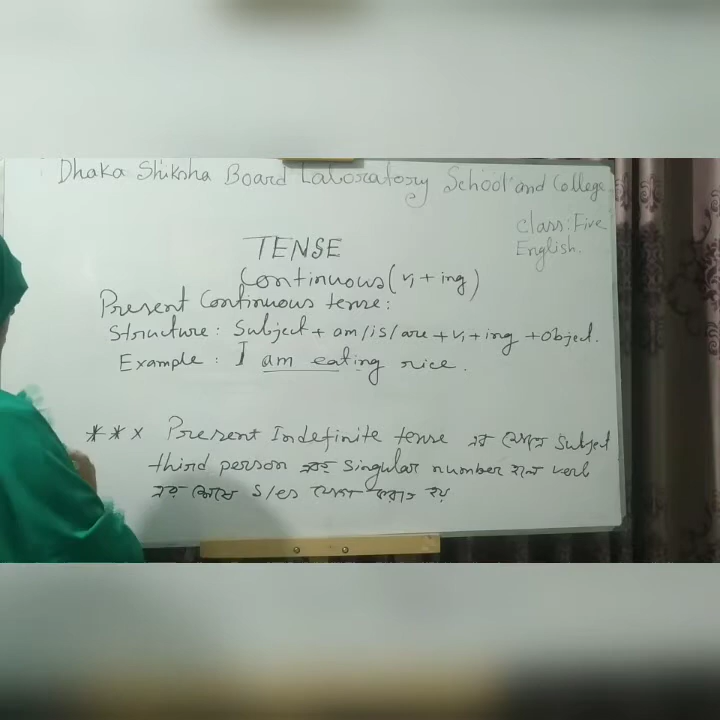 Dhaka Shiksha Board Laboratory School and College
Class: Five
English.
TENSE
Continuous (v₁ + ing)
Present Continuous tense:
Structure: Subject + am/is/are + v₁ + ing + object.
Example: I am eating rice.
*** Present Indefinite tense এর ক্ষেত্রে Subject
third person এবং singular number হলে verb
এর শেষে s/es যোগ করতে হয়